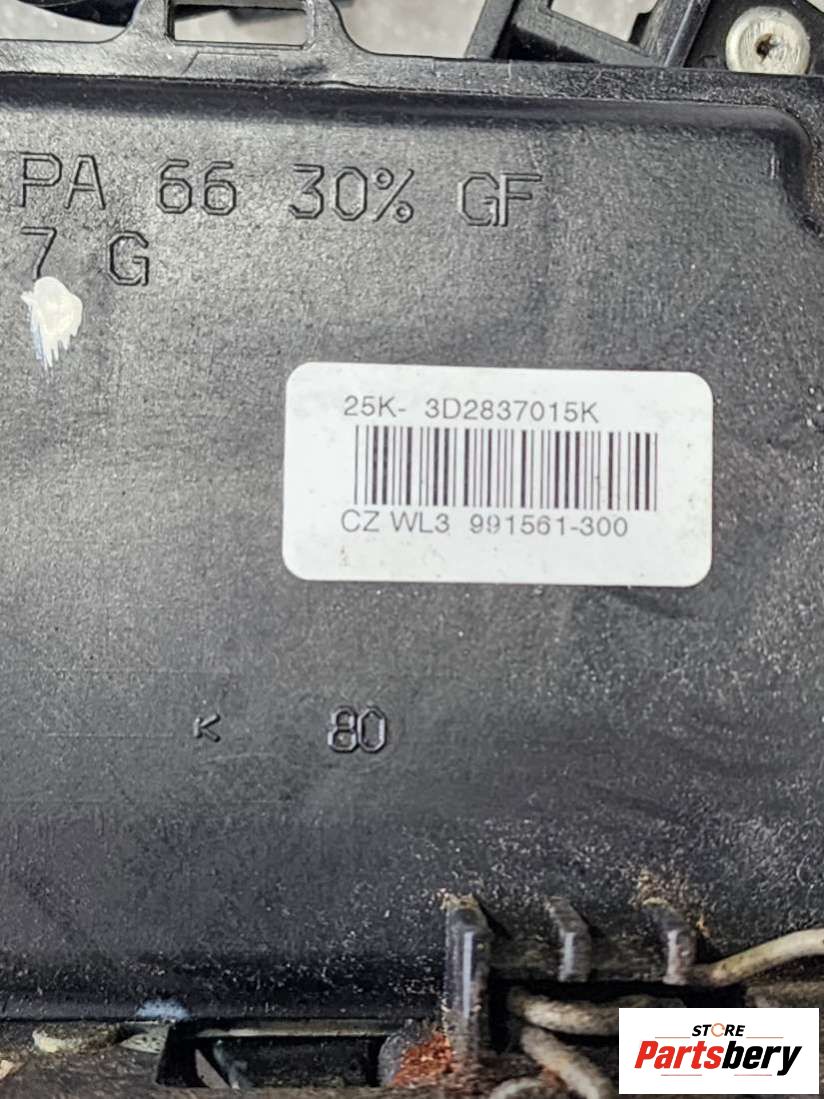 PA 66 30% GF
7 G
25K- 3D2837015K
CZ WL3 991561-300
K 80
STORE
Partsbery